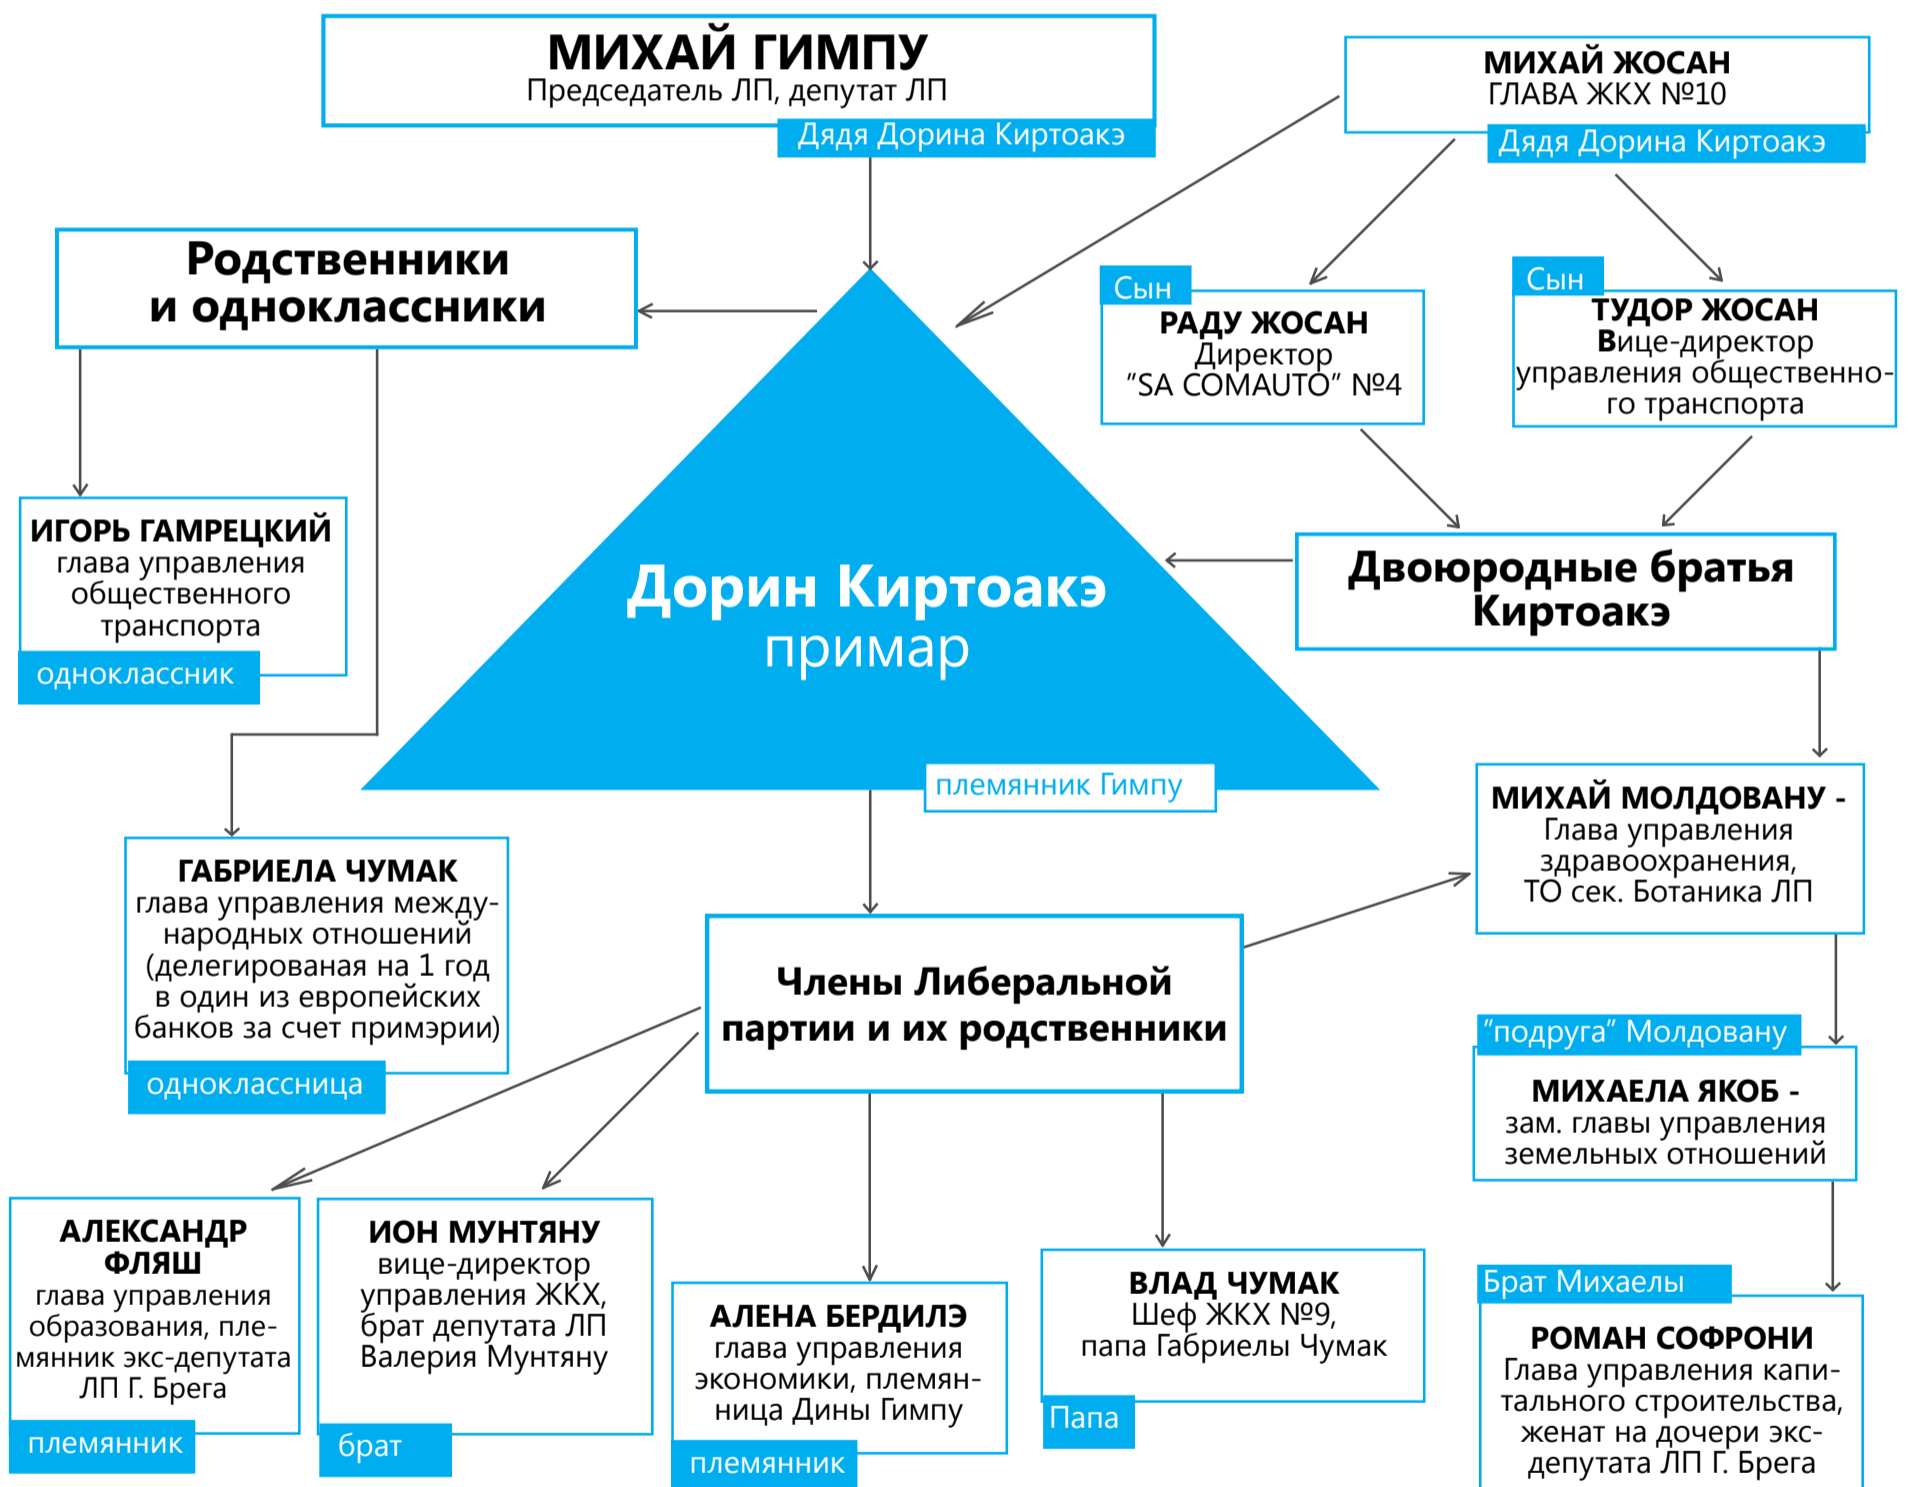 МИХАЙ ГИМПУ
Председатель ЛП, депутат ЛП
Дядя Дорина Киртоакэ
МИХАЙ ЖОСАН
ГЛАВА ЖКХ №10
Дядя Дорина Киртоакэ
Родственники
и одноклассники
Сын
РАДУ ЖОСАН
Директор
”SA COMAUTO” №4
Сын
ТУДОР ЖОСАН
Вице-директор
управления общественно-
го транспорта
ИГОРЬ ГАМРЕЦКИЙ
глава управления
общественного
транспорта
одноклассник
Дорин Киртоакэ
примар
племянник Гимпу
Двоюродные братья
Киртоакэ
ГАБРИЕЛА ЧУМАК
глава управления между-
народных отношений
(делегированая на 1 год
в один из европейских
банков за счет примэрии)
одноклассница
МИХАЙ МОЛДОВАНУ -
Глава управления
здравоохранения,
ТО сек. Ботаника ЛП
Члены Либеральной
партии и их родственники
”подруга” Молдовану
МИХАЕЛА ЯКОБ -
зам. главы управления
земельных отношений
АЛЕКСАНДР
ФЛЯШ
глава управления
образования, пле-
мянник экс-депутата
ЛП Г. Брега
племянник
ИОН МУНТЯНУ
вице-директор
управления ЖКХ,
брат депутата ЛП
Валерия Мунтяну
брат
АЛЕНА БЕРДИЛЭ
глава управления
экономики, племян-
ница Дины Гимпу
племянник
ВЛАД ЧУМАК
Шеф ЖКХ №9,
папа Габриелы Чумак
Папа
Брат Михаелы
РОМАН СОФРОНИ
Глава управления капи-
тального строительства,
женат на дочери экс-
депутата ЛП Г. Брега